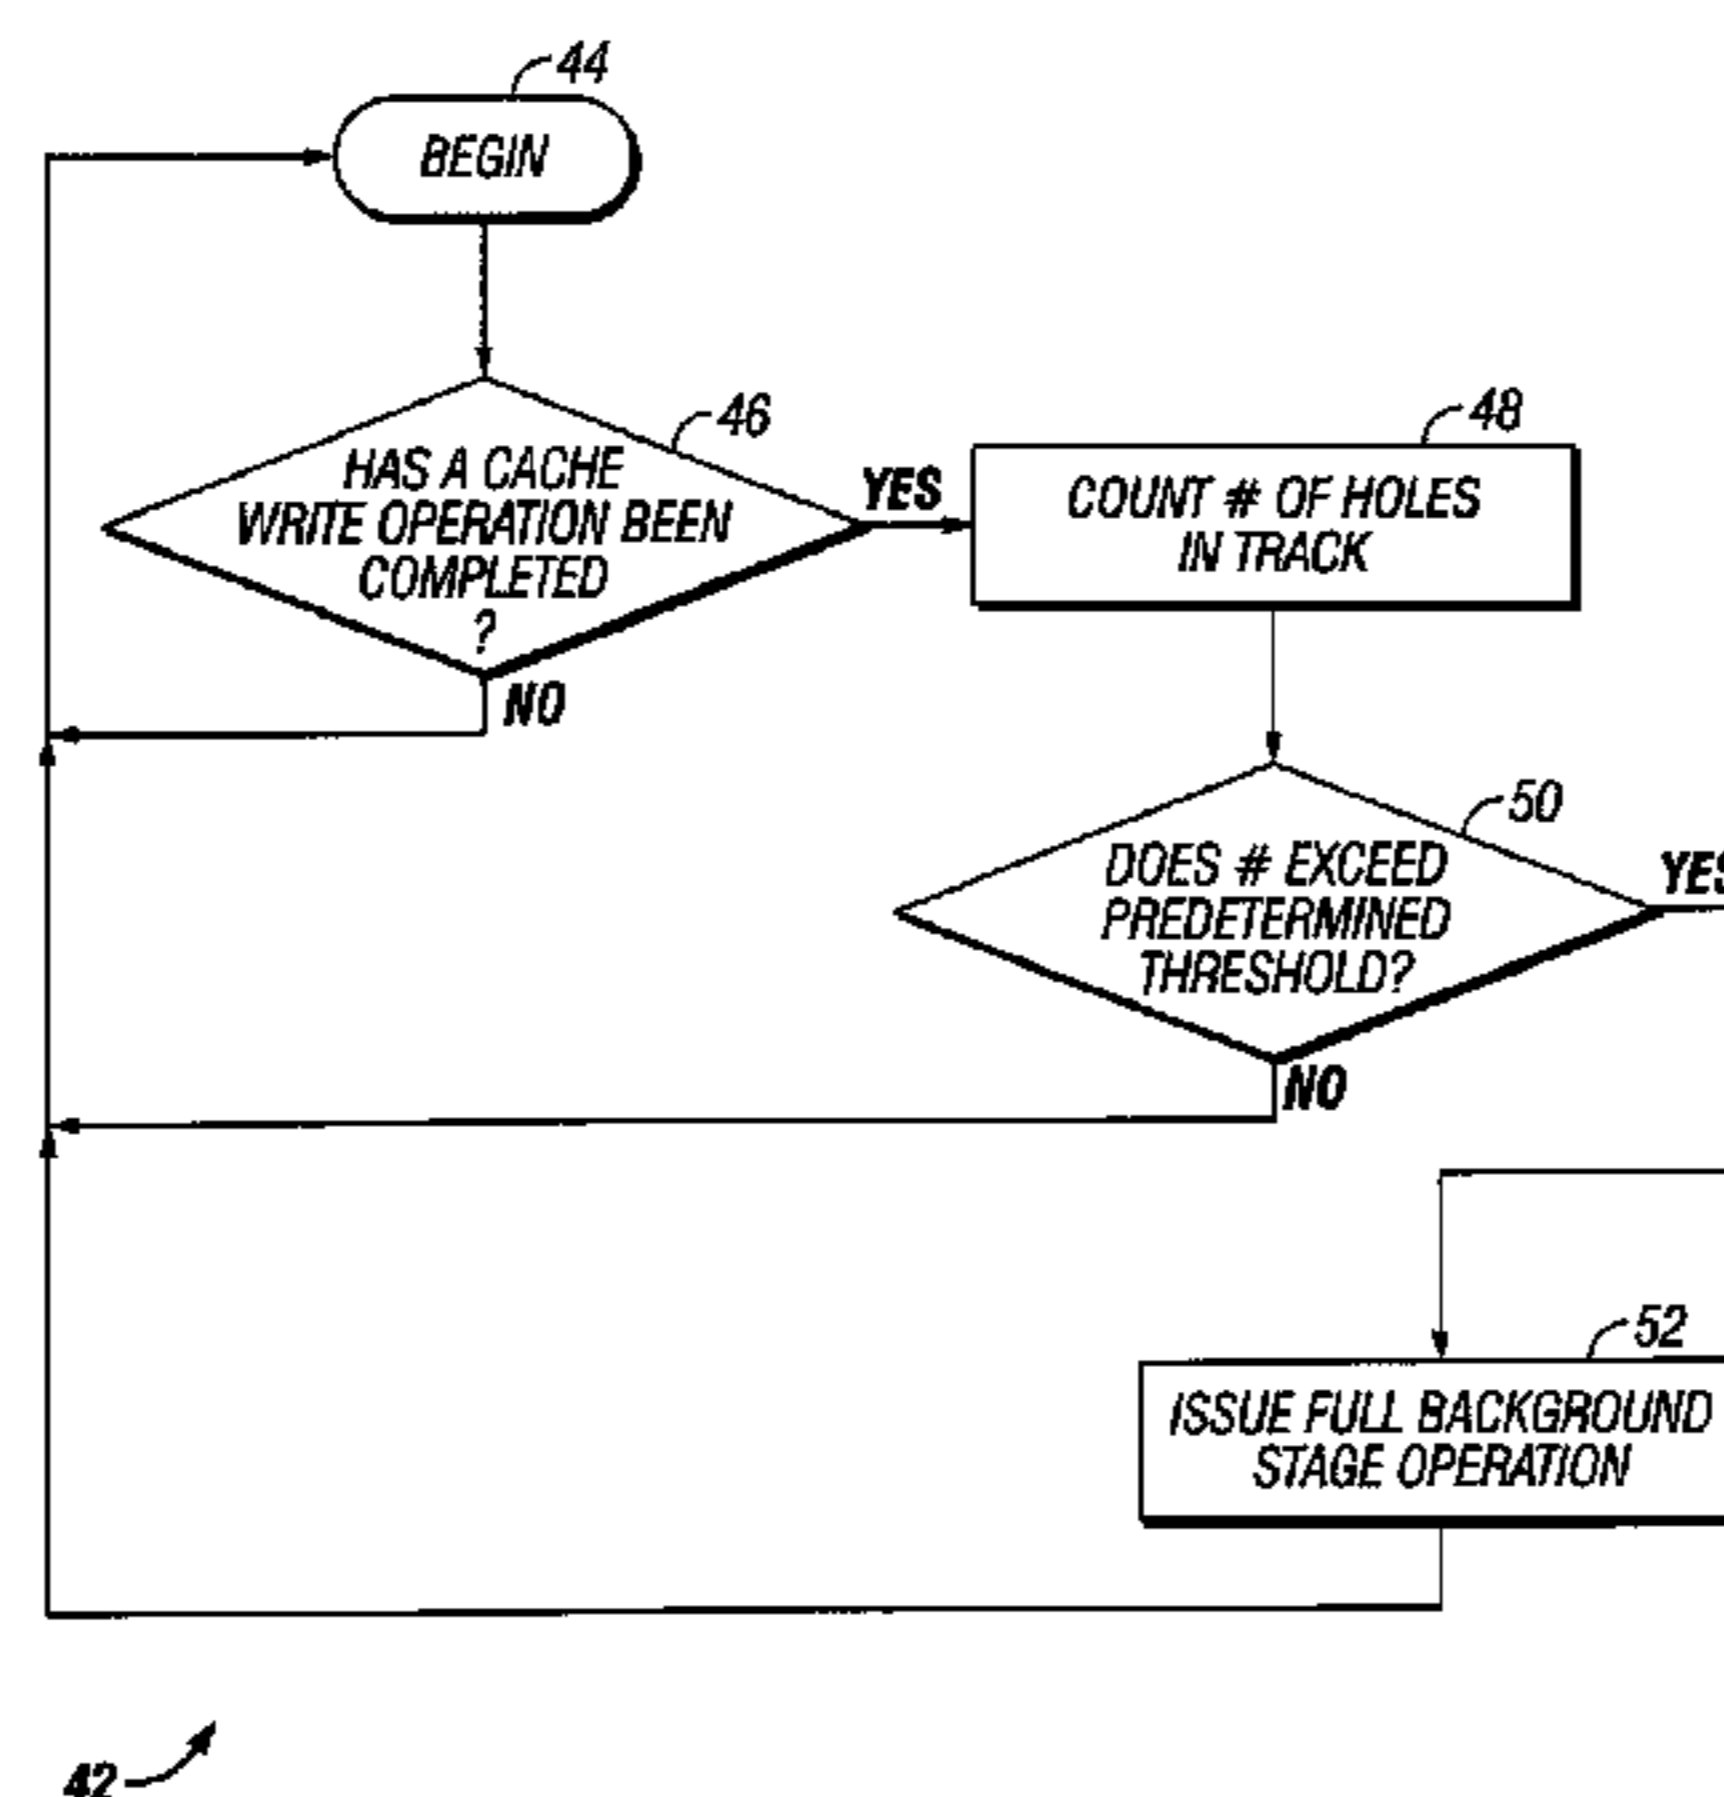 44
BEGIN
46
HAS A CACHE
WRITE OPERATION BEEN
COMPLETED
?
YES
NO
48
COUNT # OF HOLES
IN TRACK
50
DOES # EXCEED
PREDETERMINED
THRESHOLD?
YES
NO
52
ISSUE FULL BACKGROUND
STAGE OPERATION
42